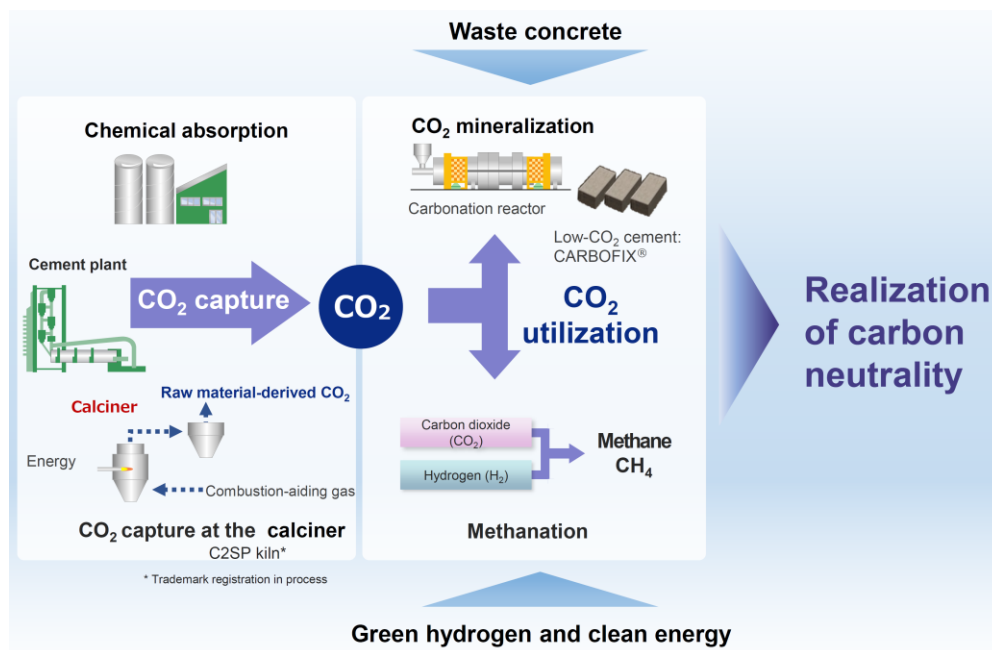 Waste concrete
Chemical absorption
Cement plant
CO₂ capture
CO₂
Raw material-derived CO₂
Calciner
Energy
Combustion-aiding gas
CO₂ capture at the calciner
C2SP kiln*
* Trademark registration in process
CO₂ mineralization
Carbonation reactor
Low-CO₂ cement:
CARBOFIX®
CO₂
utilization
Carbon dioxide
(CO₂)
Hydrogen (H₂)
Methane
CH₄
Methanation
Realization
of carbon
neutrality
Green hydrogen and clean energy